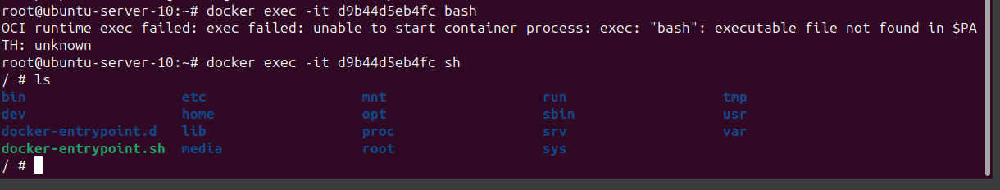 root@ubuntu-server-10:~# docker exec -it d9b44d5eb4fc bash
OCI runtime exec failed: exec failed: unable to start container process: exec: "bash": executable file not found in $PA
TH: unknown
root@ubuntu-server-10:~# docker exec -it d9b44d5eb4fc sh
/ # ls
bin etc mnt run tmp
dev home opt sbin usr
docker-entrypoint.d lib proc srv var
docker-entrypoint.sh media root sys
/ #